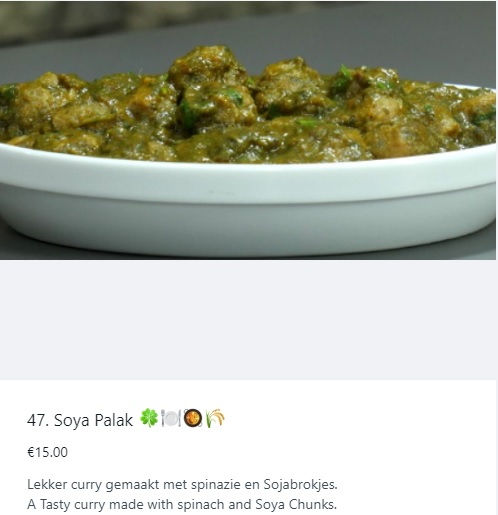 47. Soya Palak 🍀🍽️🥘🌾
€15.00
Lekker curry gemaakt met spinazie en Sojabrokjes.
A Tasty curry made with spinach and Soya Chunks.